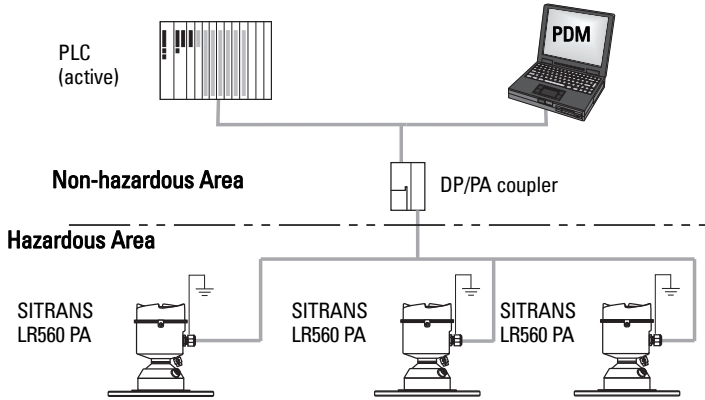 PLC
(active)
PDM
Non-hazardous Area
DP/PA coupler
Hazardous Area
SITRANS
LR560 PA
SITRANS
LR560 PA
SITRANS
LR560 PA